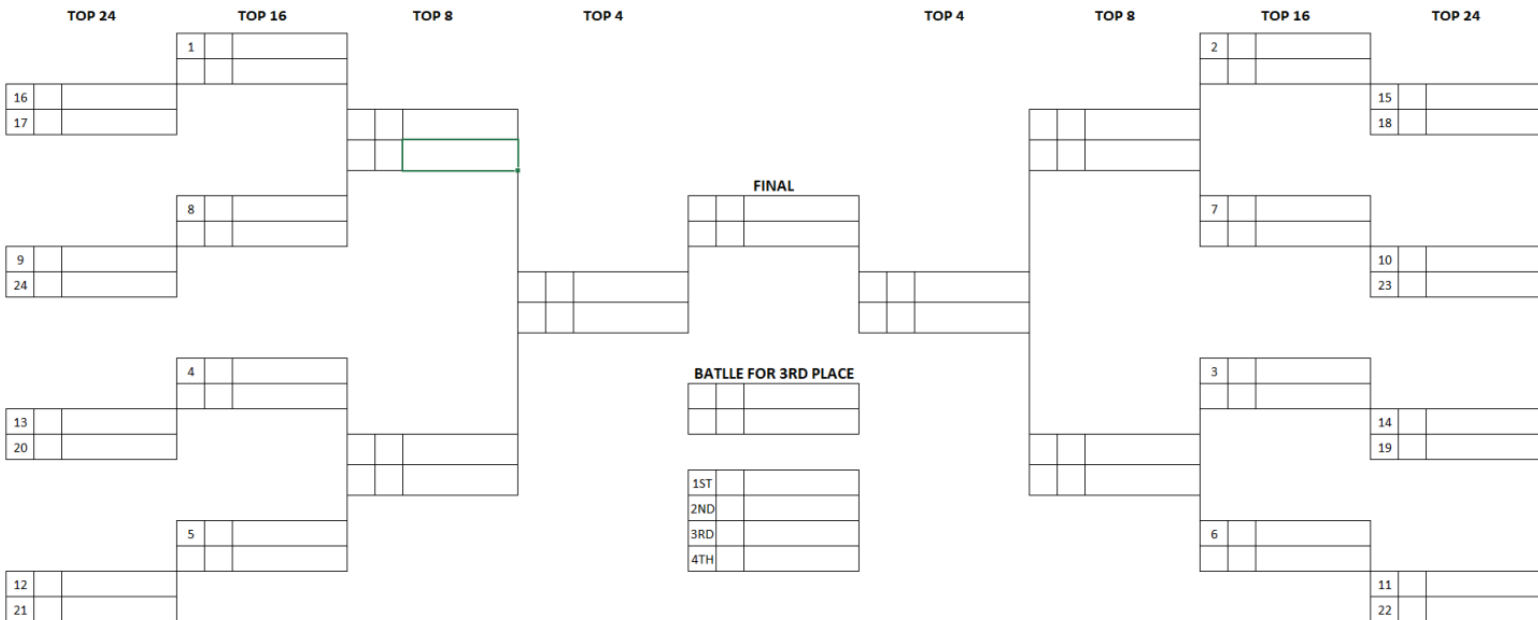 TOP 24 TOP 16 TOP 8 TOP 4 TOP 4 TOP 8 TOP 16 TOP 24
1 2
16 15
17 18
FINAL
8 7
9 10
24 23
4 3
BATLLE FOR 3RD PLACE
13 14
20 19
1ST
2ND
5 3RD 6
4TH
12 11
21 22